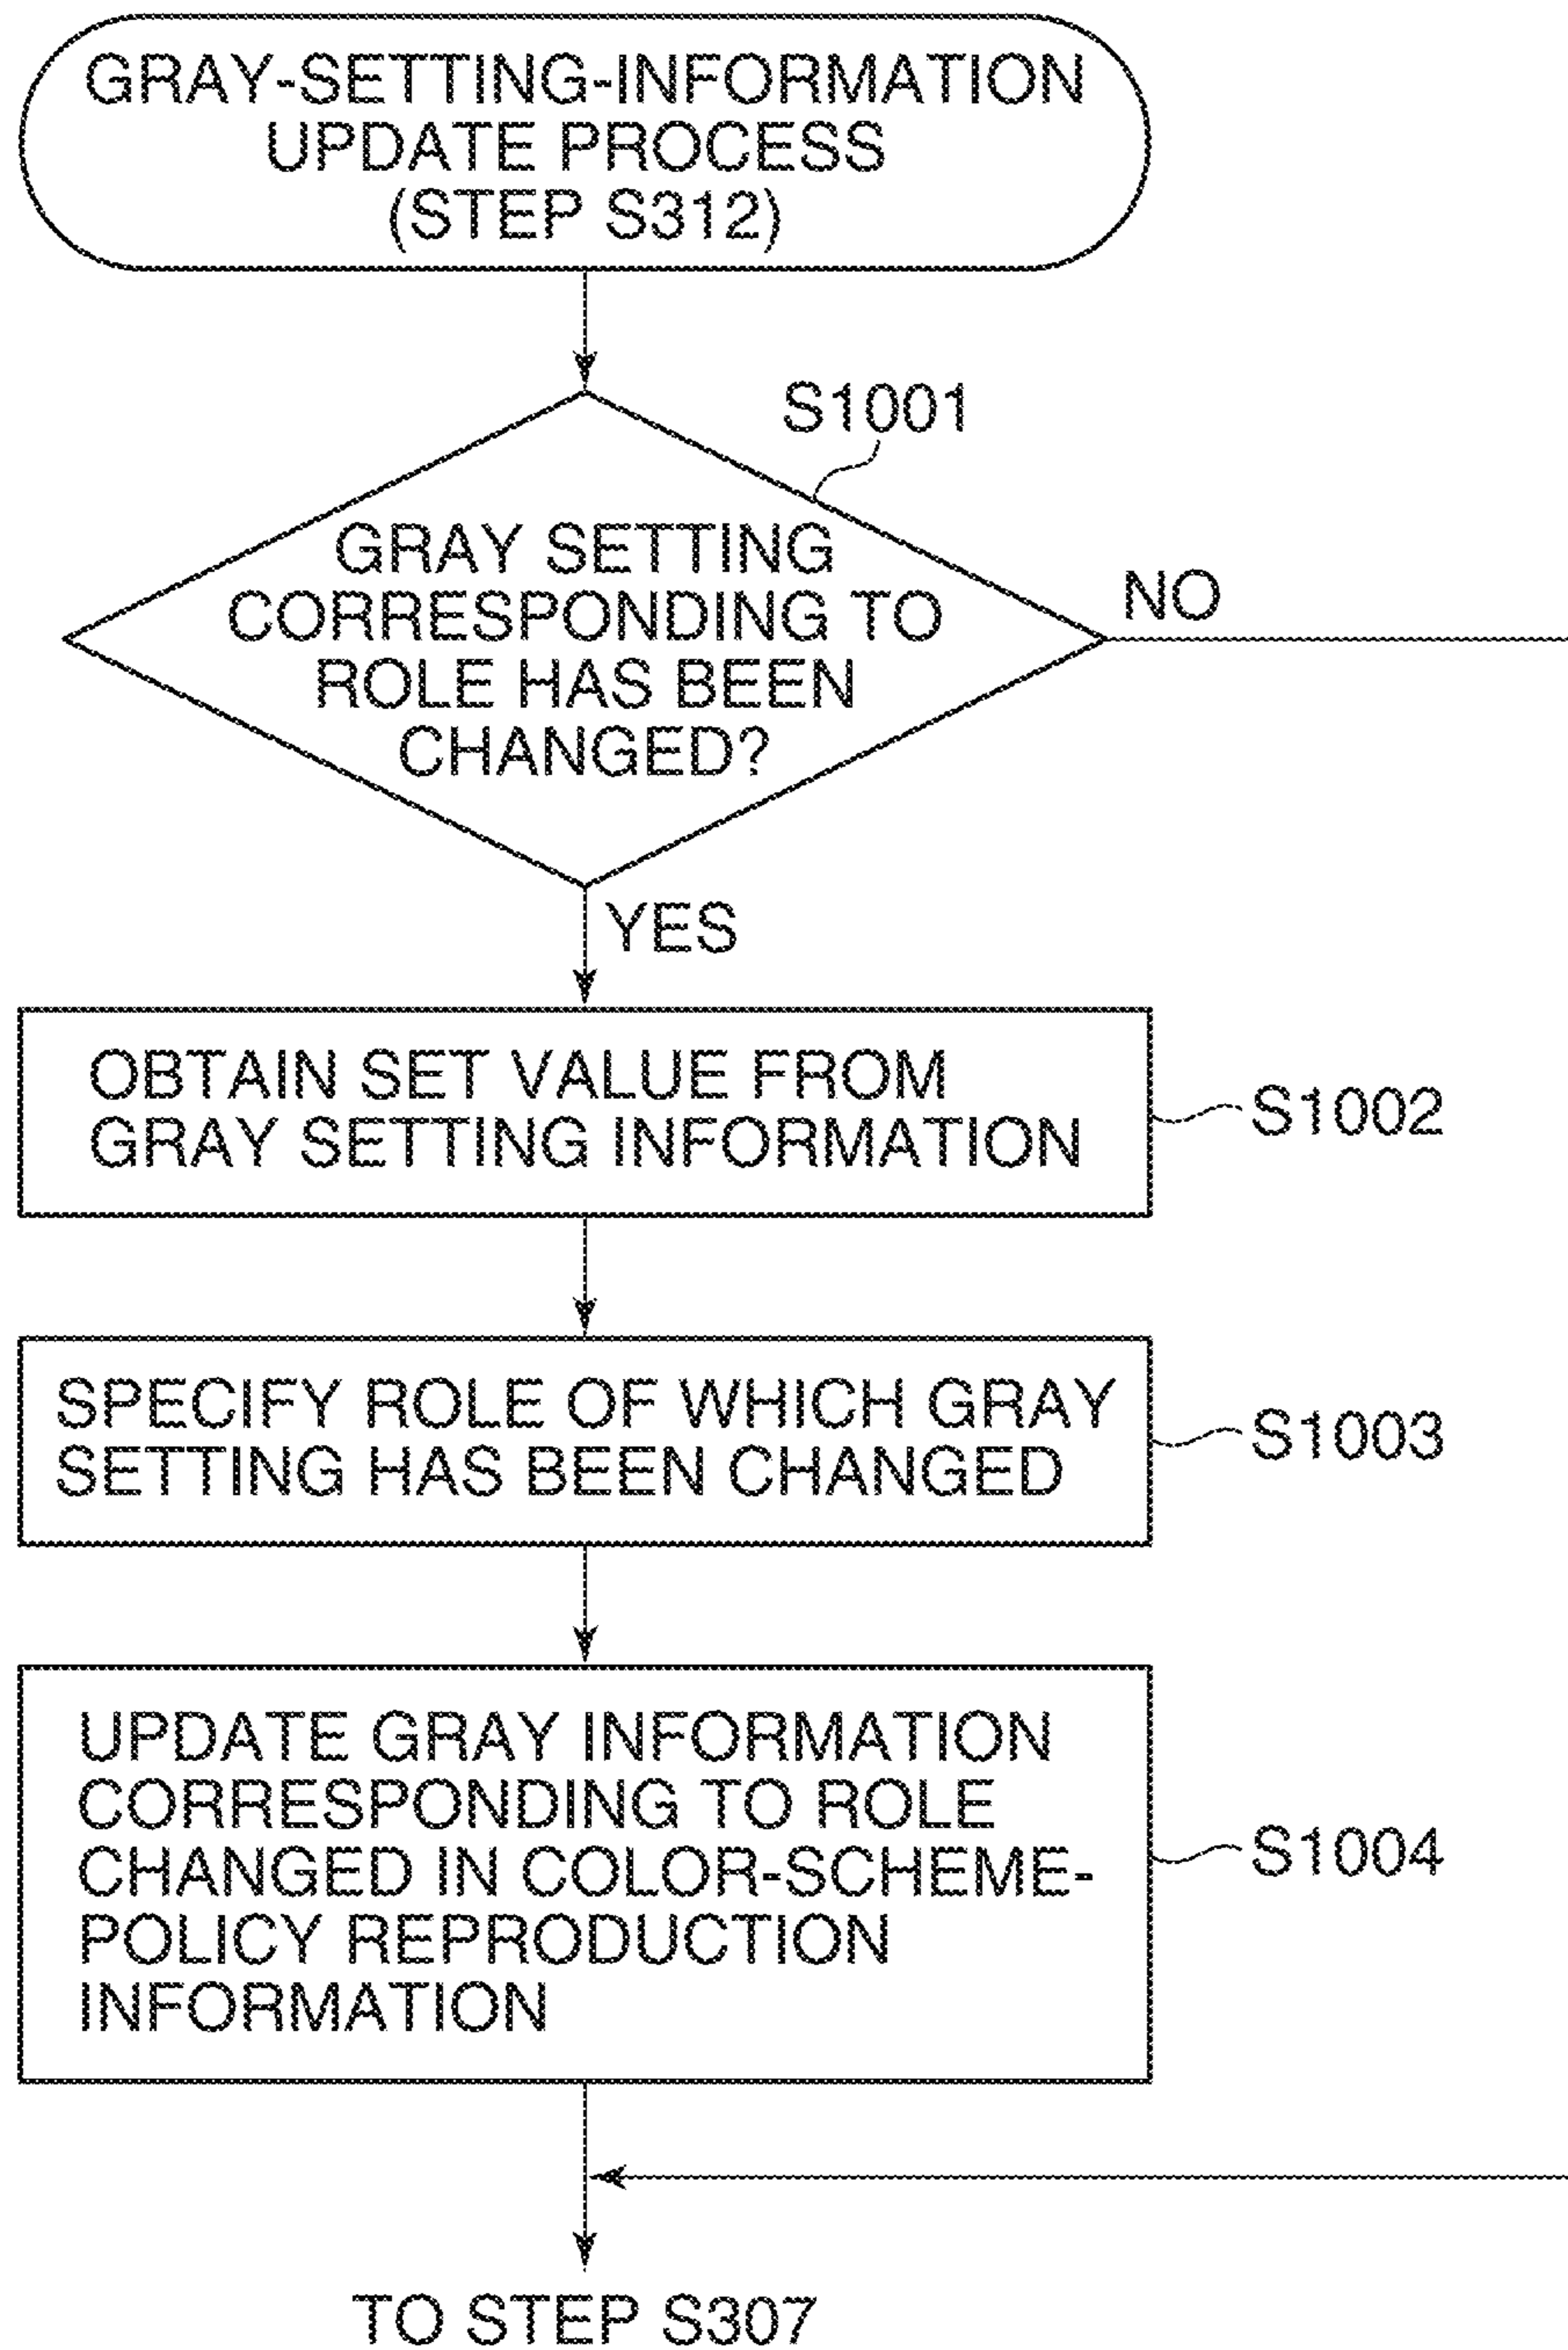 GRAY-SETTING-INFORMATION
UPDATE PROCESS
(STEP S312)
S1001
GRAY SETTING
CORRESPONDING TO
ROLE HAS BEEN
CHANGED?
NO
YES
OBTAIN SET VALUE FROM
GRAY SETTING INFORMATION
S1002
SPECIFY ROLE OF WHICH GRAY
SETTING HAS BEEN CHANGED
S1003
UPDATE GRAY INFORMATION
CORRESPONDING TO ROLE
CHANGED IN COLOR-SCHEME-
POLICY REPRODUCTION
INFORMATION
S1004
TO STEP S307